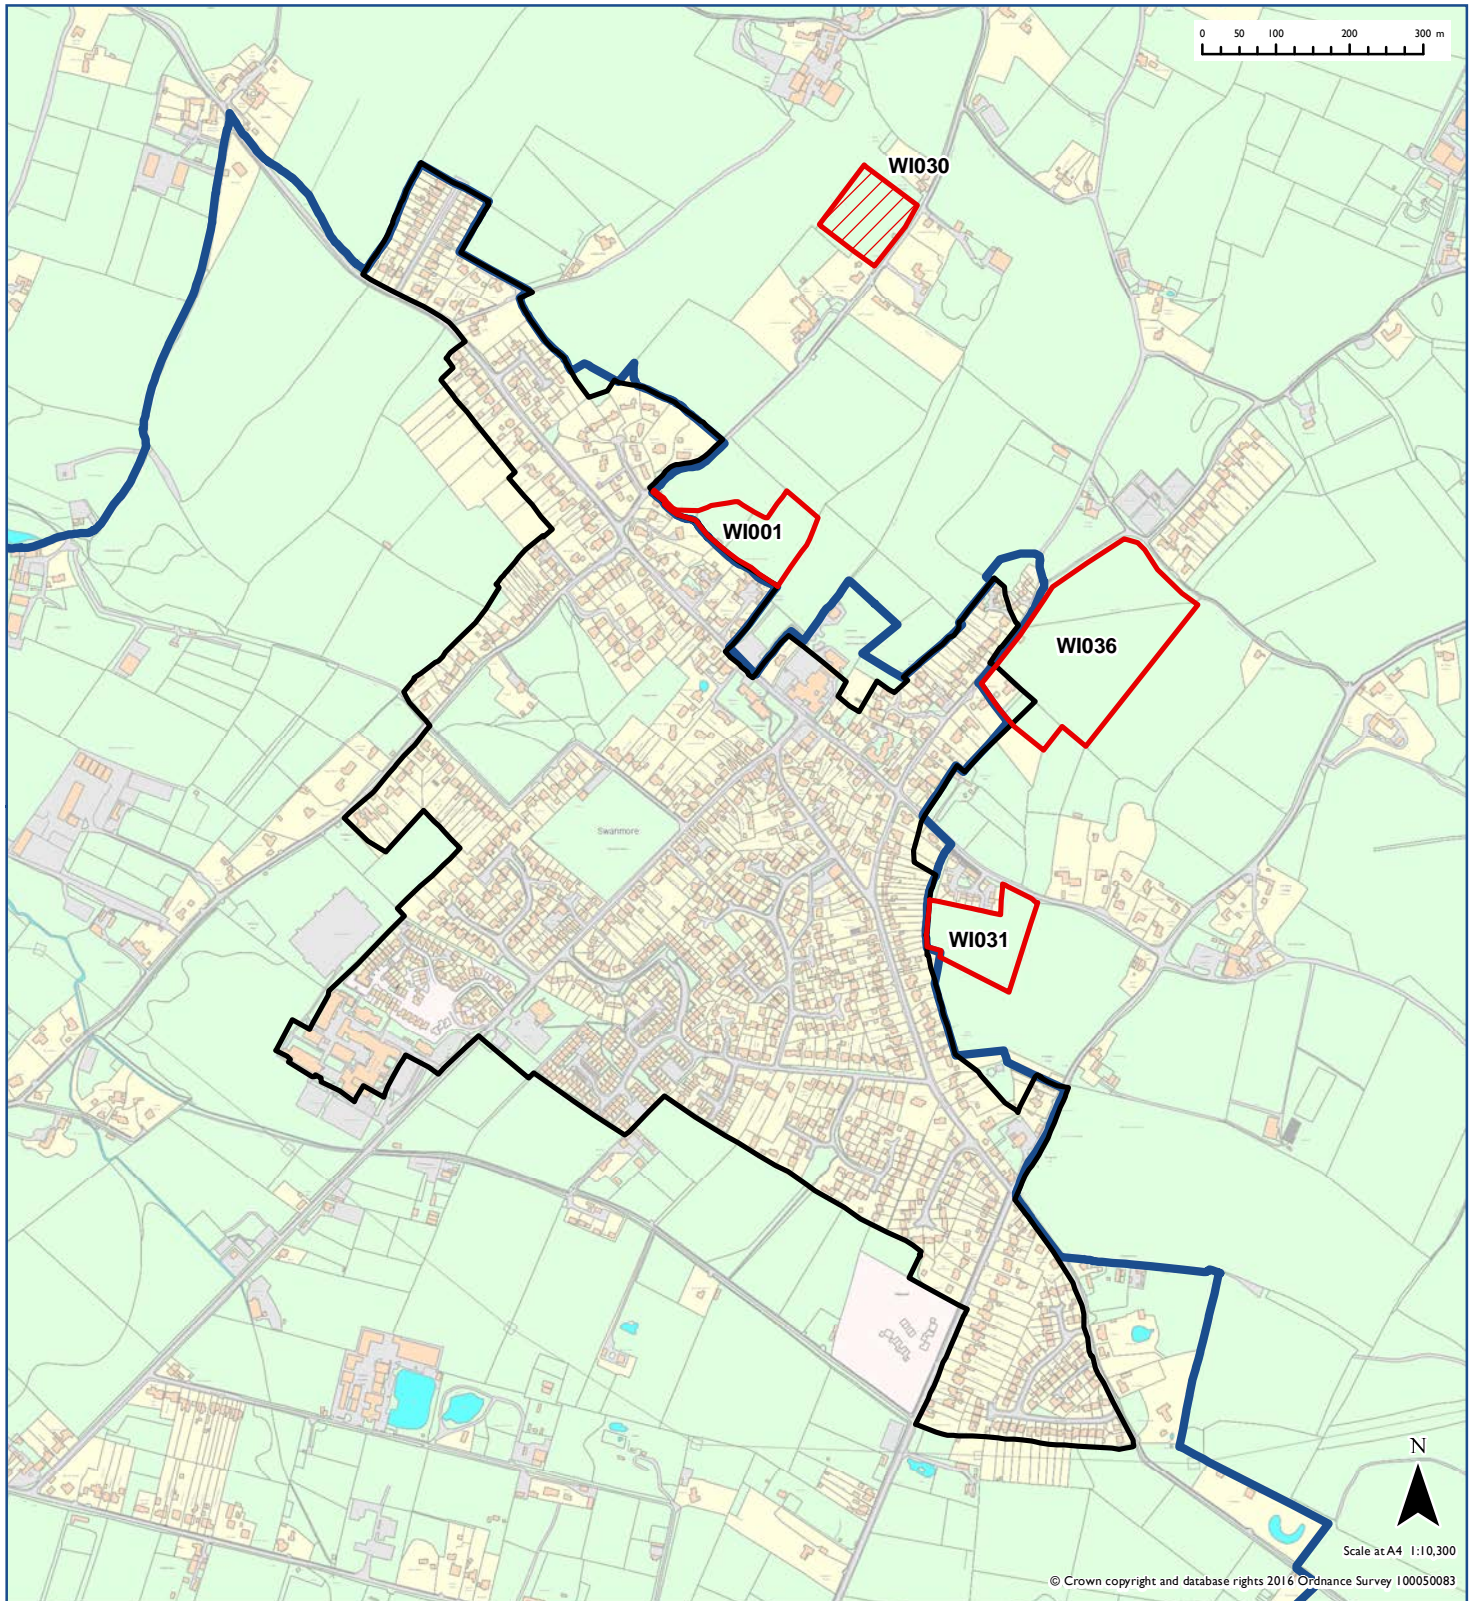 0 50 100 200 300 m
WI030
WI001
WI036
Swanmore
WI031
N
Scale at A4 1:10,300
© Crown copyright and database rights 2016 Ordnance Survey 100050083